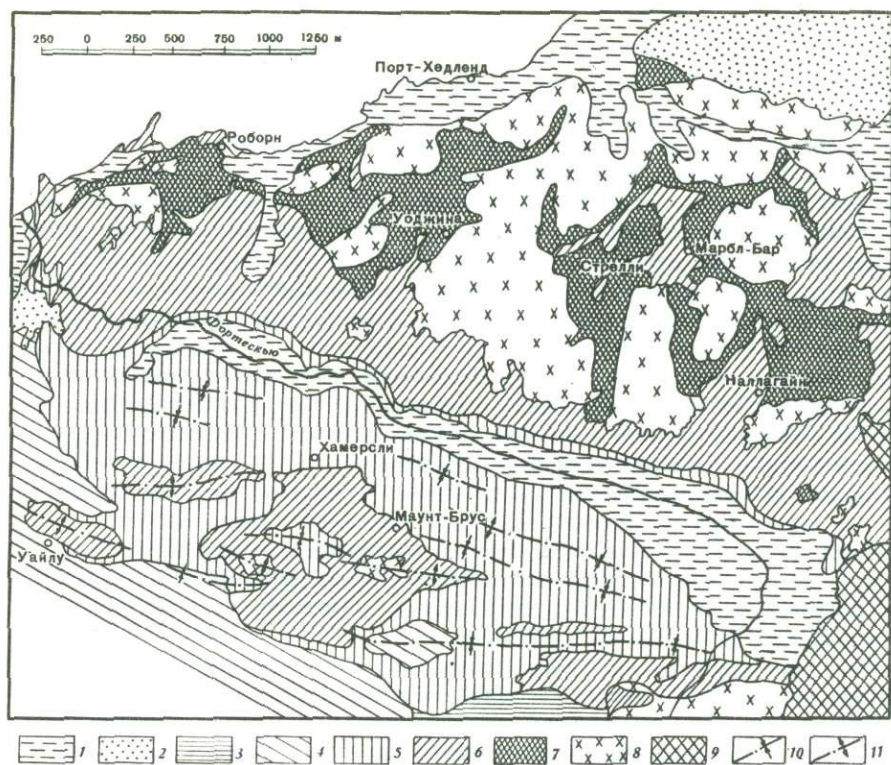 250 0 250 500 750 1000 1250 м
Порт-Хедленд
Роборн
Уоджина
Марбл-Бар
Стрелли
Фортескью
Наллагайн
Хамерсли
Маунт-Брус
Уайлу
1 2 3 4 5 6 7 8 9 10 11